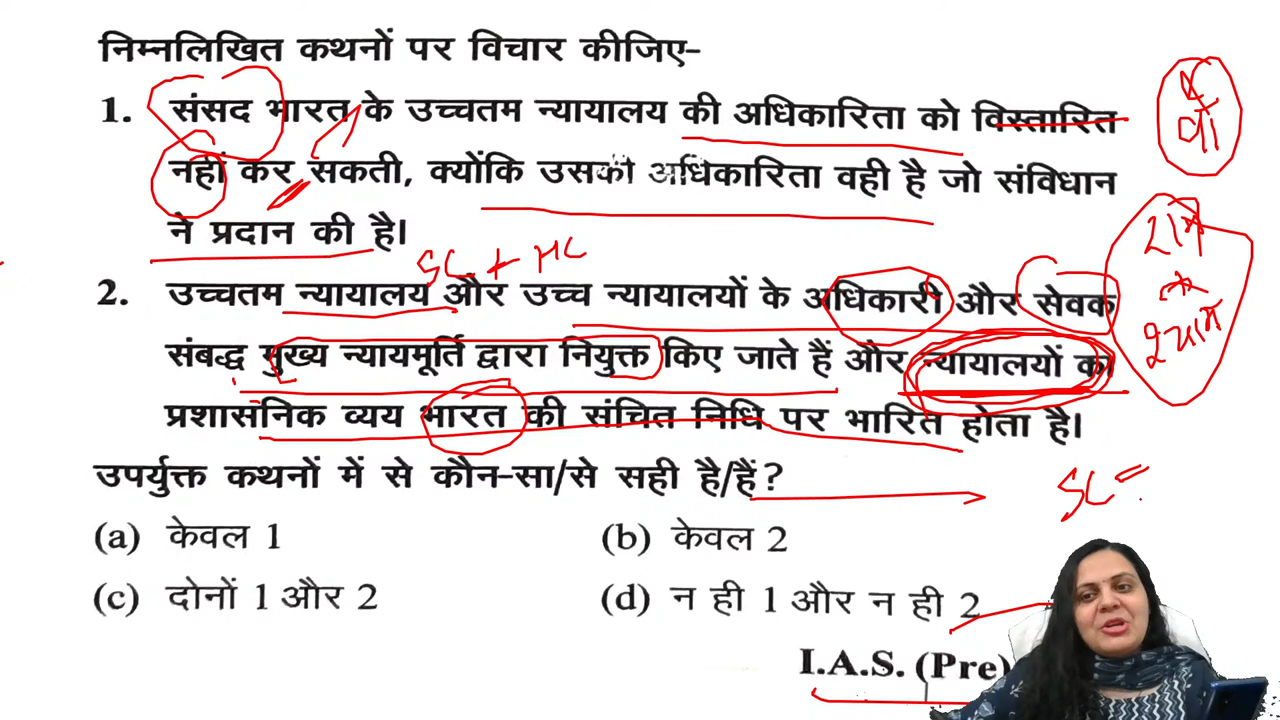 निम्नलिखित कथनों पर विचार कीजिए-
1. संसद भारत के उच्चतम न्यायालय की अधिकारिता को विस्तारित
नहीं कर सकती, क्योंकि उसकी अधिकारिता वही है जो संविधान
ने प्रदान की है।
SC + HC
2. उच्चतम न्यायालय और उच्च न्यायालयों के अधिकारी और सेवक
संबद्ध मुख्य न्यायमूर्ति द्वारा नियुक्त किए जाते हैं और न्यायालयों का
प्रशासनिक व्यय भारत की संचित निधि पर भारित होता है।
उपर्युक्त कथनों में से कौन-सा/से सही है/हैं?
SC =
(a) केवल 1
(b) केवल 2
(c) दोनों 1 और 2
(d) न ही 1 और न ही 2
I.A.S. (Pre)